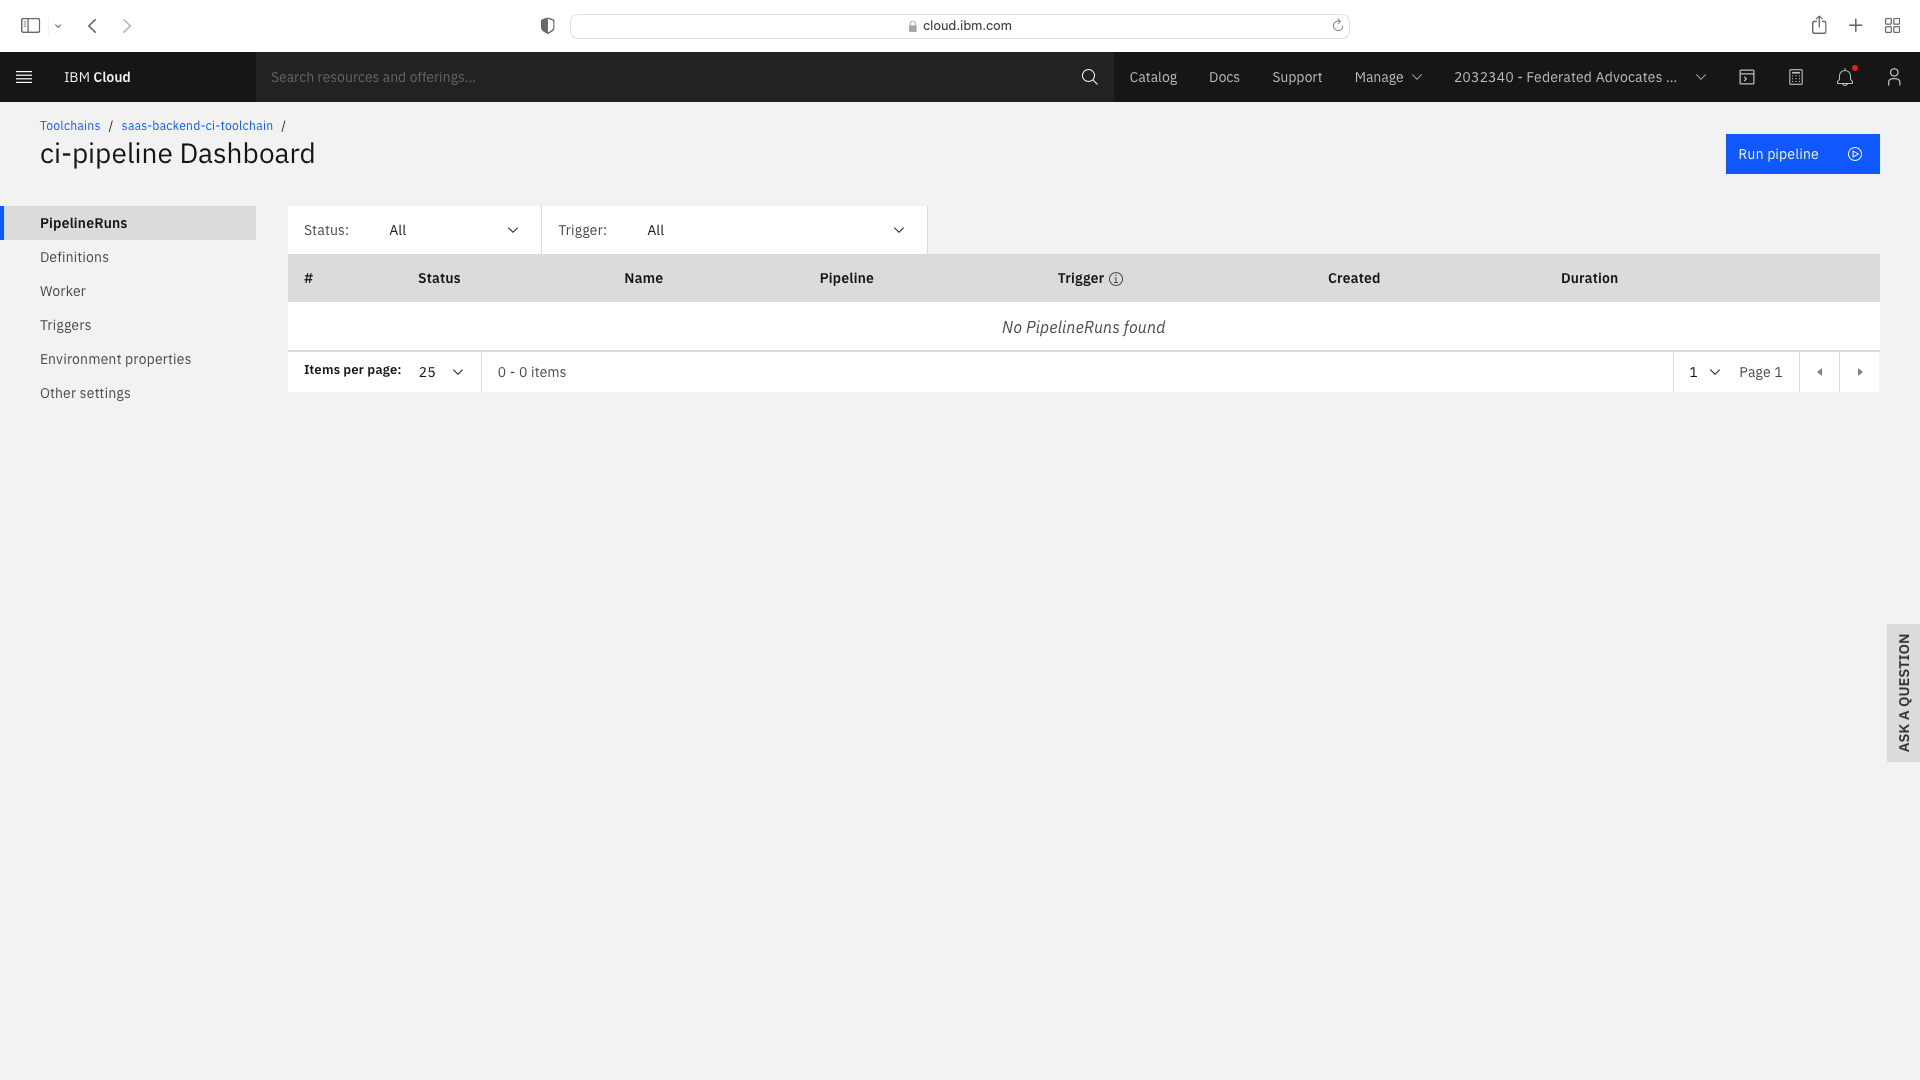 cloud.ibm.com
IBM Cloud
Search resources and offerings...
Catalog
Docs
Support
Manage
2032340 - Federated Advocates ...
Toolchains / saas-backend-ci-toolchain /
ci-pipeline Dashboard
Run pipeline
PipelineRuns
Definitions
Worker
Triggers
Environment properties
Other settings
Status: All
Trigger: All
# Status Name Pipeline Trigger Created Duration
No PipelineRuns found
Items per page: 25 0 - 0 items 1 Page 1
ASK A QUESTION